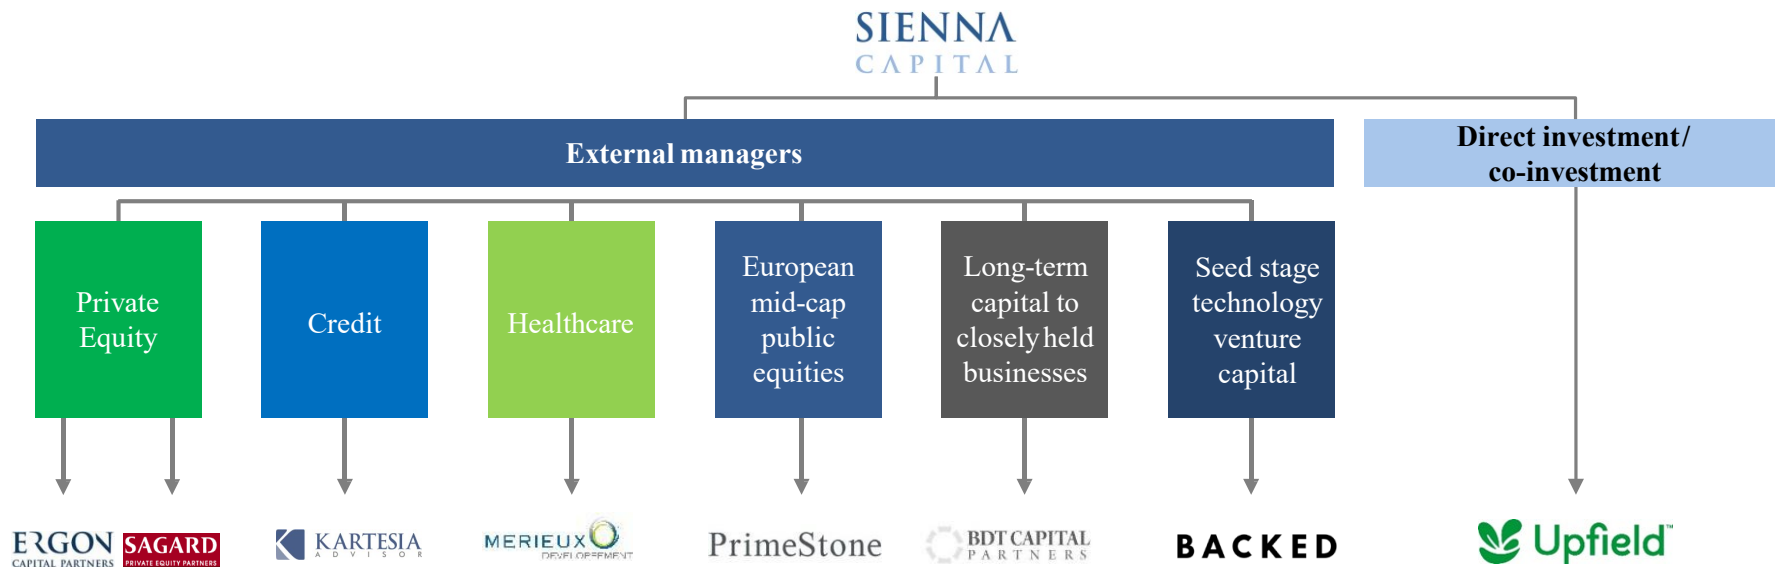 SIENNA
CAPITAL
External managers
Direct investment/
co-investment
Private
Equity
Credit
Healthcare
European
mid-cap
public
equities
Long-term
capital to
closely held
businesses
Seed stage
technology
venture
capital
ERGON
CAPITAL PARTNERS
SAGARD
PRIVATE EQUITY PARTNERS
KARTESIA
ADVISOR
MERIEUX
DEVELOPPEMENT
PrimeStone
BDT CAPITAL
PARTNERS
BACKED
Upfield™